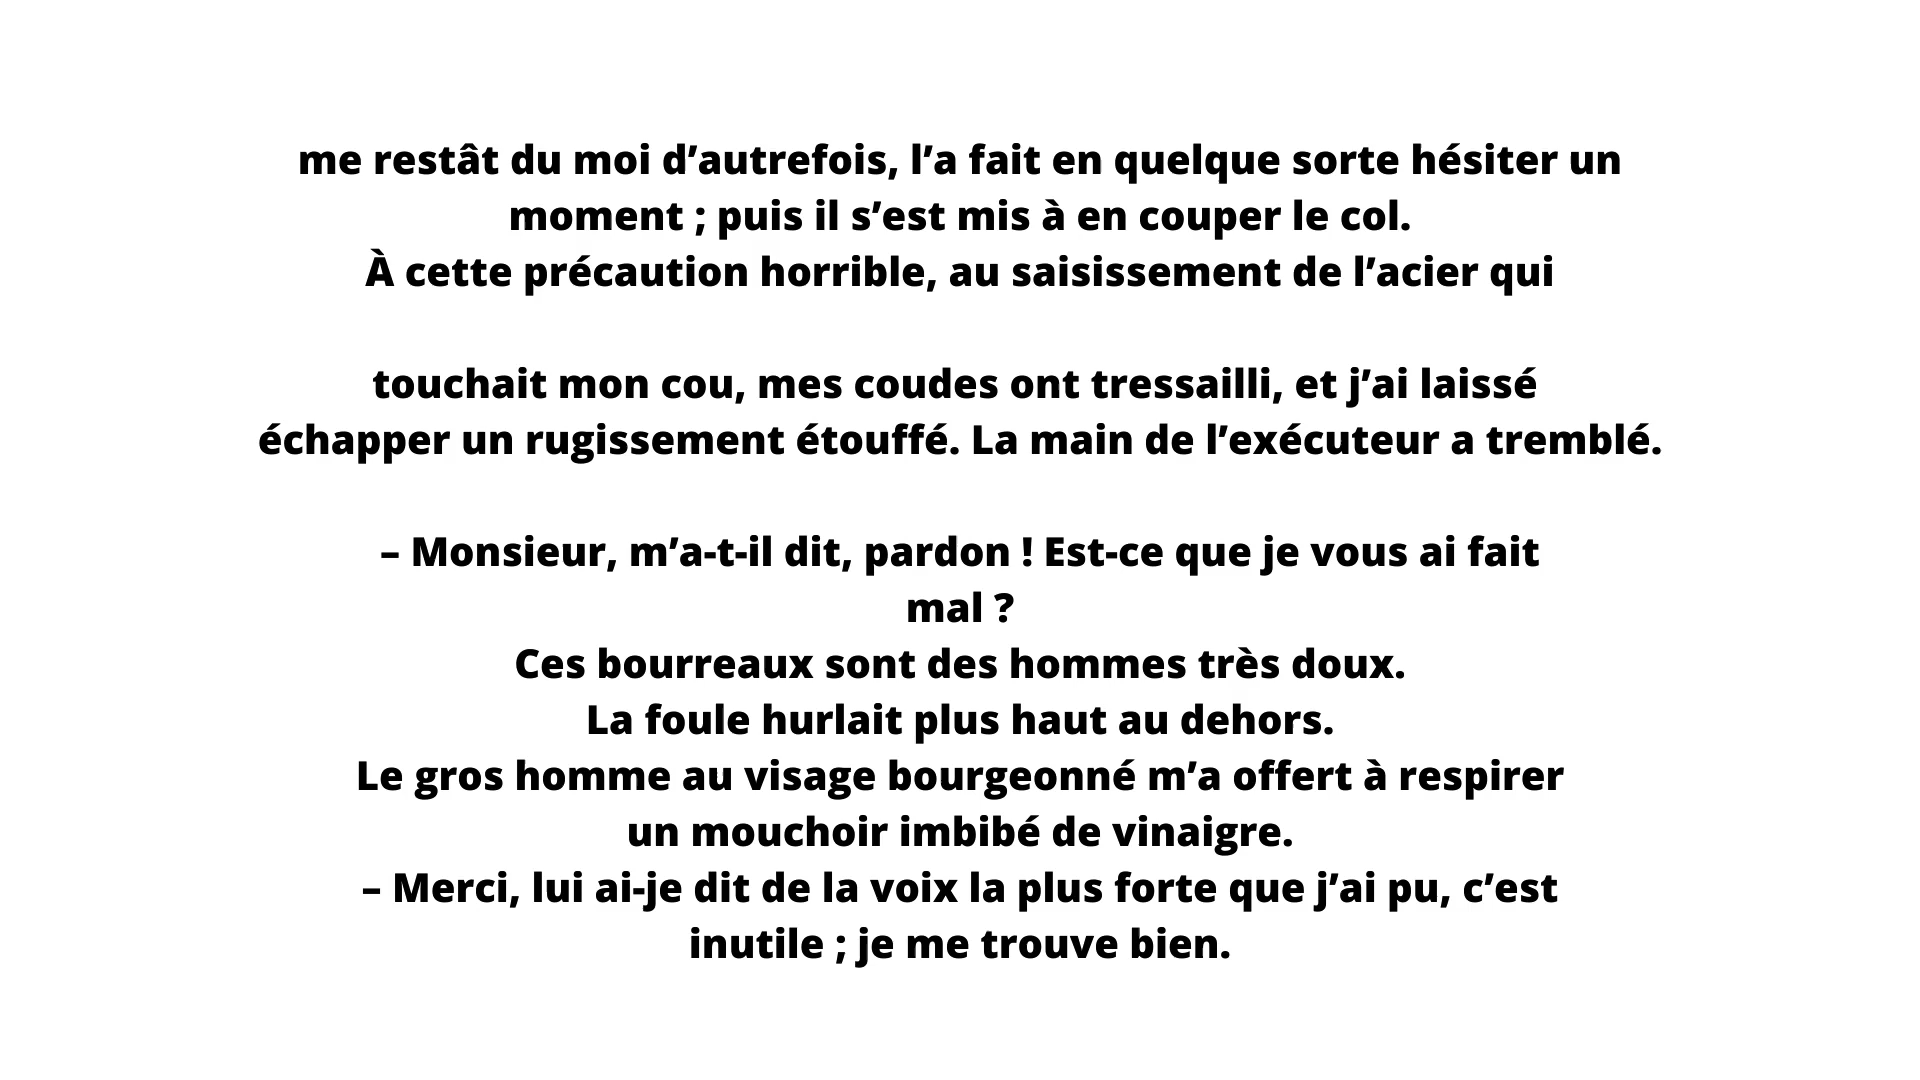 me restât du moi d’autrefois, l’a fait en quelque sorte hésiter un
moment ; puis il s’est mis à en couper le col.
À cette précaution horrible, au saisissement de l’acier qui
touchait mon cou, mes coudes ont tressailli, et j’ai laissé
échapper un rugissement étouffé. La main de l’exécuteur a tremblé.
– Monsieur, m’a-t-il dit, pardon ! Est-ce que je vous ai fait
mal ?
Ces bourreaux sont des hommes très doux.
La foule hurlait plus haut au dehors.
Le gros homme au visage bourgeonné m’a offert à respirer
un mouchoir imbibé de vinaigre.
– Merci, lui ai-je dit de la voix la plus forte que j’ai pu, c’est
inutile ; je me trouve bien.